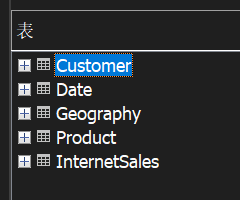 表
Customer
Date
Geography
Product
InternetSales